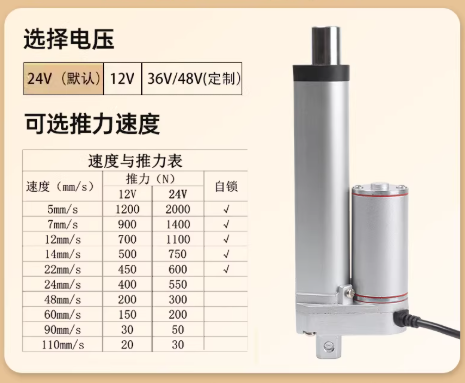 选择电压
24V（默认） 12V 36V/48V(定制)
可选推力速度
速度与推力表
速度（mm/s） 推力（N） 自锁
12V 24V
5mm/s 1200 2000 √
7mm/s 900 1400 √
12mm/s 700 1100 √
14mm/s 500 750 √
22mm/s 450 600 √
24mm/s 400 550
48mm/s 200 300
60mm/s 150 200
90mm/s 30 50
110mm/s 20 30